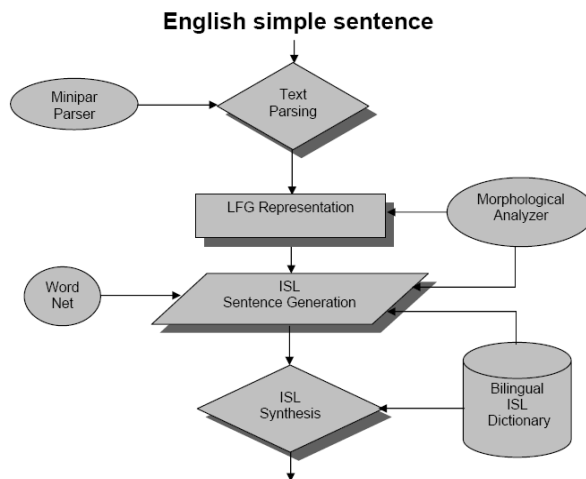 English simple sentence
Minipar
Parser
Text
Parsing
LFG Representation
Morphological
Analyzer
Word
Net
ISL
Sentence Generation
ISL
Synthesis
Bilingual
ISL
Dictionary